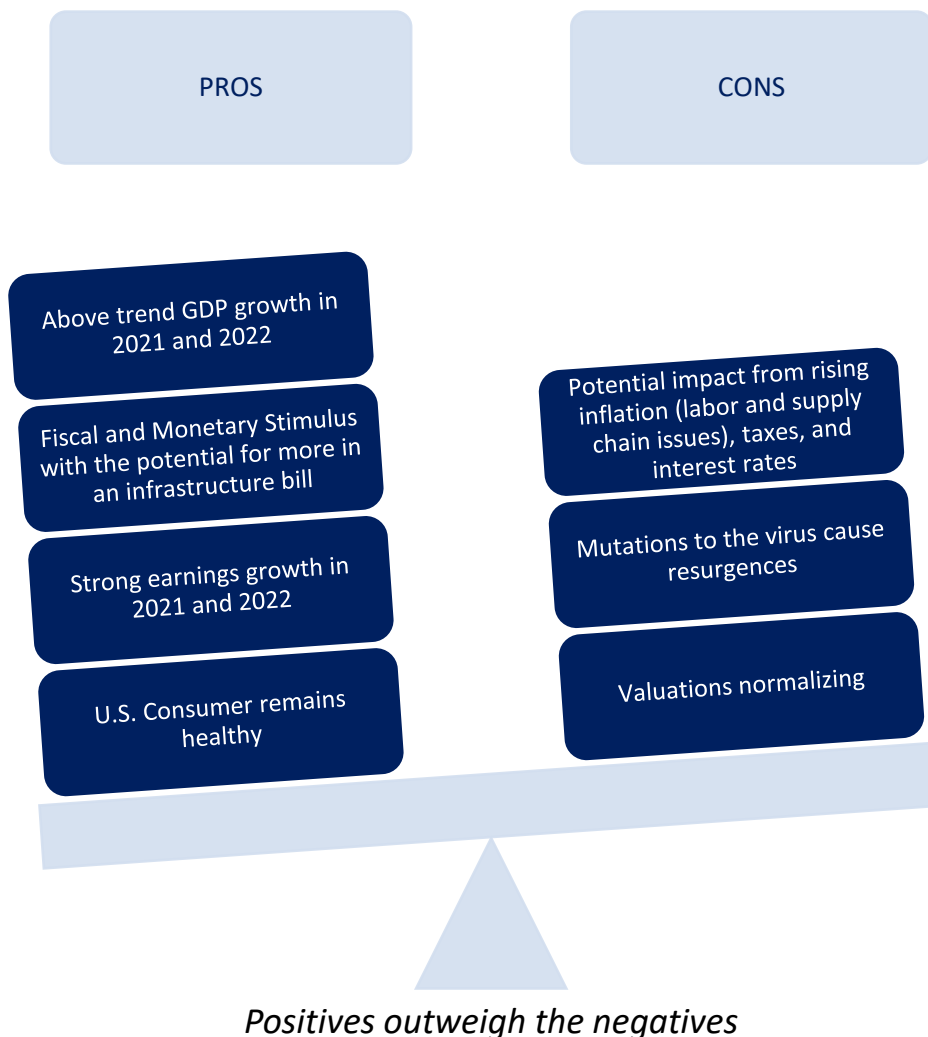 PROS
CONS
Above trend GDP growth in
2021 and 2022
Fiscal and Monetary Stimulus
with the potential for more in
an infrastructure bill
Strong earnings growth in
2021 and 2022
U.S. Consumer remains
healthy
Potential impact from rising
inflation (labor and supply
chain issues), taxes, and
interest rates
Mutations to the virus cause
resurgences
Valuations normalizing
Positives outweigh the negatives